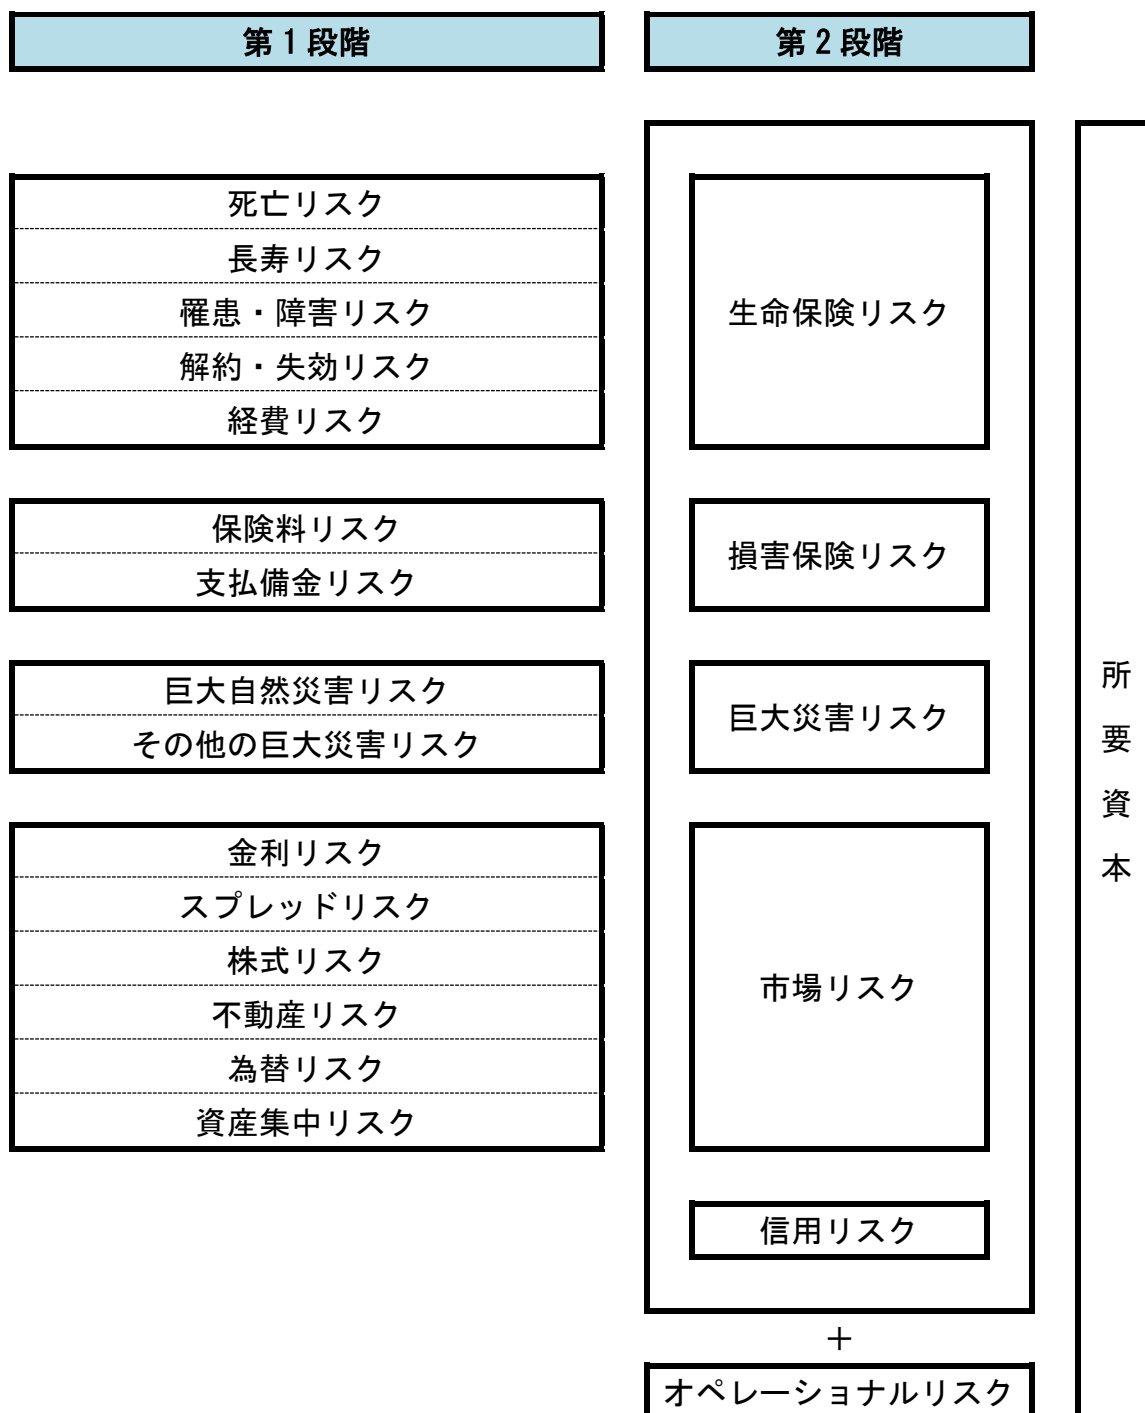 第1段階
第2段階
死亡リスク
長寿リスク
罹患・障害リスク
解約・失効リスク
経費リスク
生命保険リスク
保険料リスク
支払備金リスク
損害保険リスク
巨大自然災害リスク
その他の巨大災害リスク
巨大災害リスク
金利リスク
スプレッドリスク
株式リスク
不動産リスク
為替リスク
資産集中リスク
市場リスク
信用リスク
＋
オペレーショナルリスク
所要資本